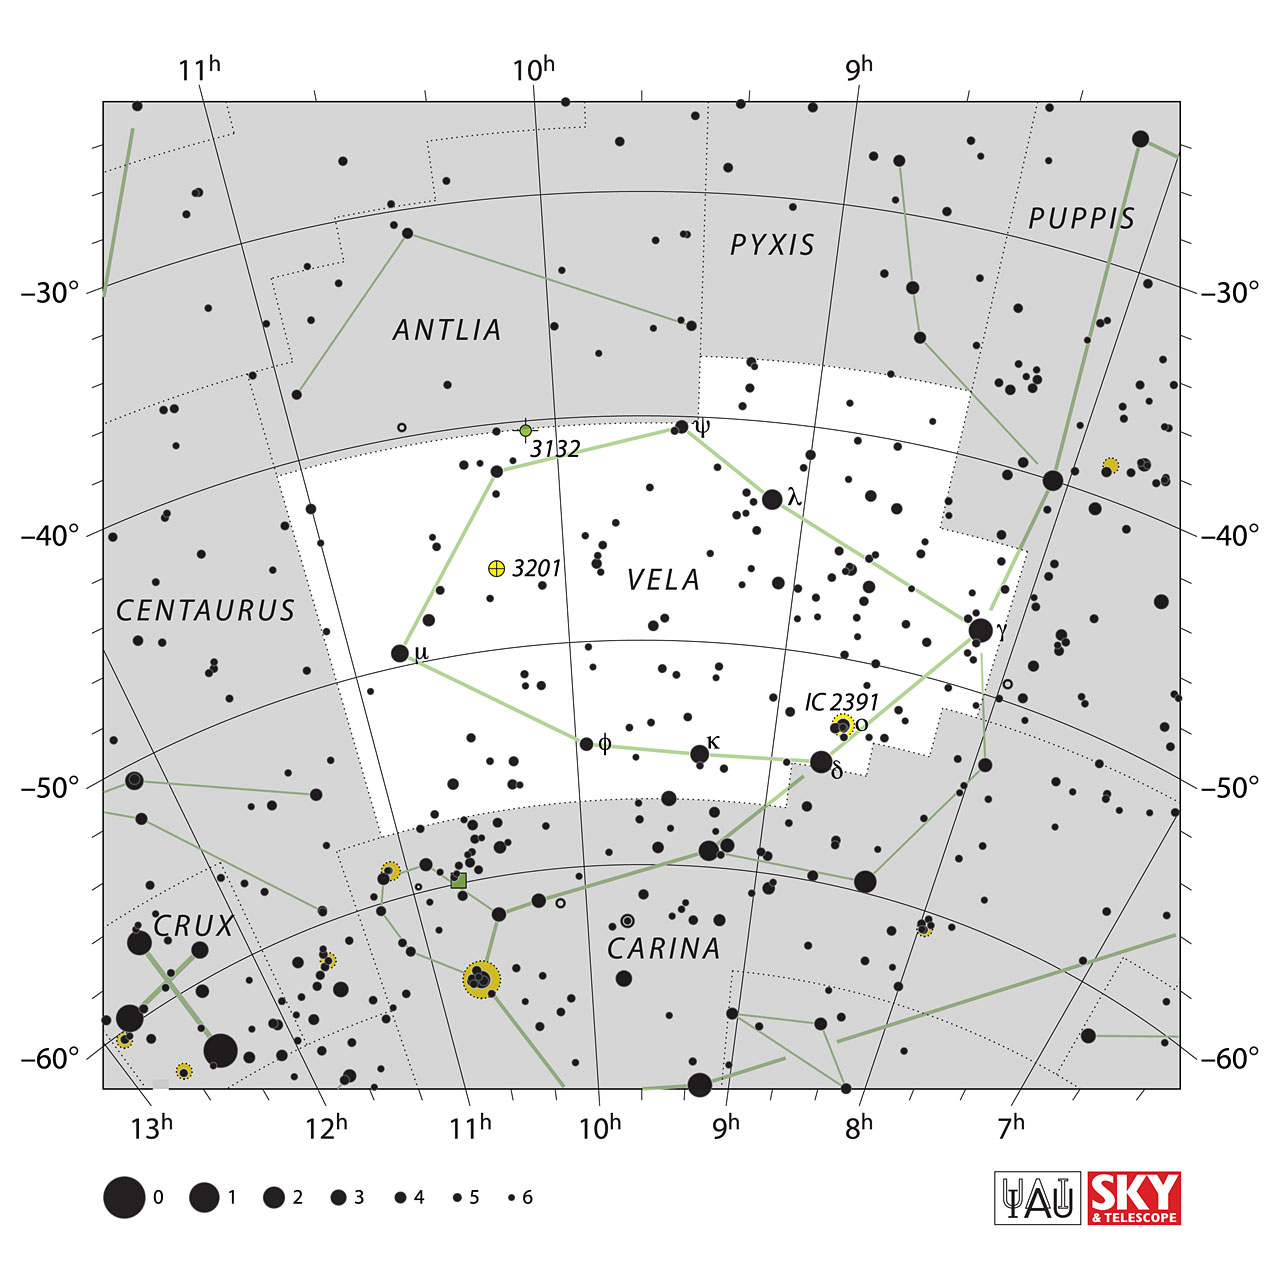 11h 10h 9h
PUPPIS
PYXIS
–30° –30°
ANTLIA
ψ
3132
λ
–40° –40°
3201
VELA
CENTAURUS
γ
μ
IC 2391
ο
φ κ
δ
–50° –50°
CRUX
CARINA
–60° –60°
13h 12h 11h 10h 9h 8h 7h
0 1 2 3 4 5 6
IAU
SKY
& TELESCOPE